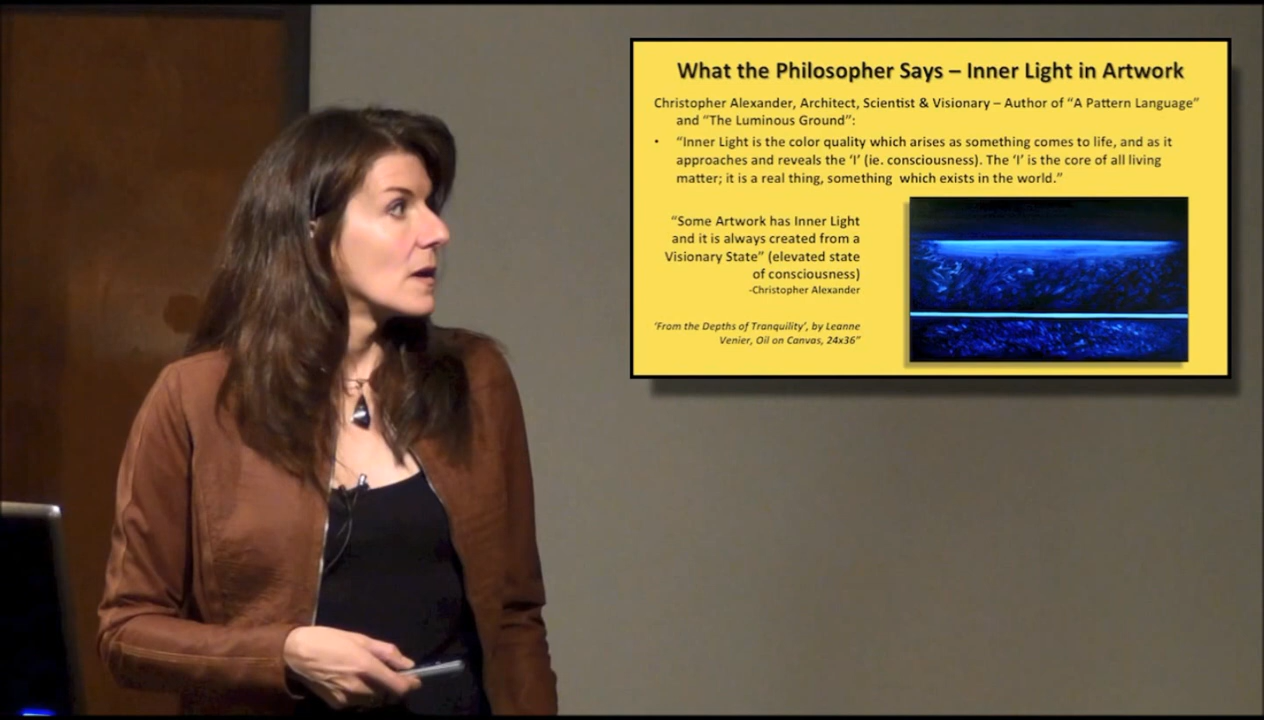 What the Philosopher Says – Inner Light in Artwork
Christopher Alexander, Architect, Scientist & Visionary – Author of “A Pattern Language”
and “The Luminous Ground”:
• “Inner Light is the color quality which arises as something comes to life, and as it
approaches and reveals the ‘I’ (ie. consciousness). The ‘I’ is the core of all living
matter; it is a real thing, something which exists in the world.”
“Some Artwork has Inner Light
and it is always created from a
Visionary State” (elevated state
of consciousness)
-Christopher Alexander
‘From the Depths of Tranquility’, by Leanne
Venier, Oil on Canvas, 24x36”